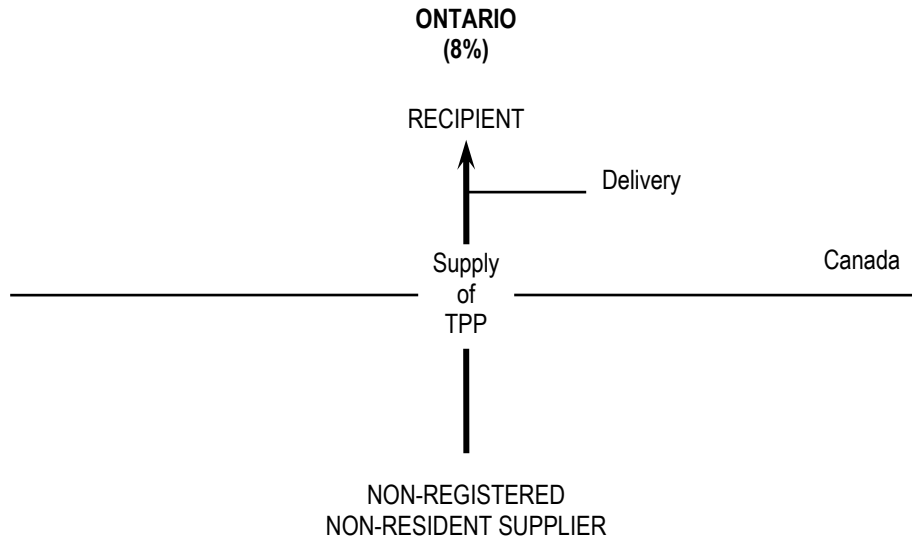 ONTARIO
(8%)
RECIPIENT
Delivery
Supply
of
TPP
Canada
NON-REGISTERED
NON-RESIDENT SUPPLIER